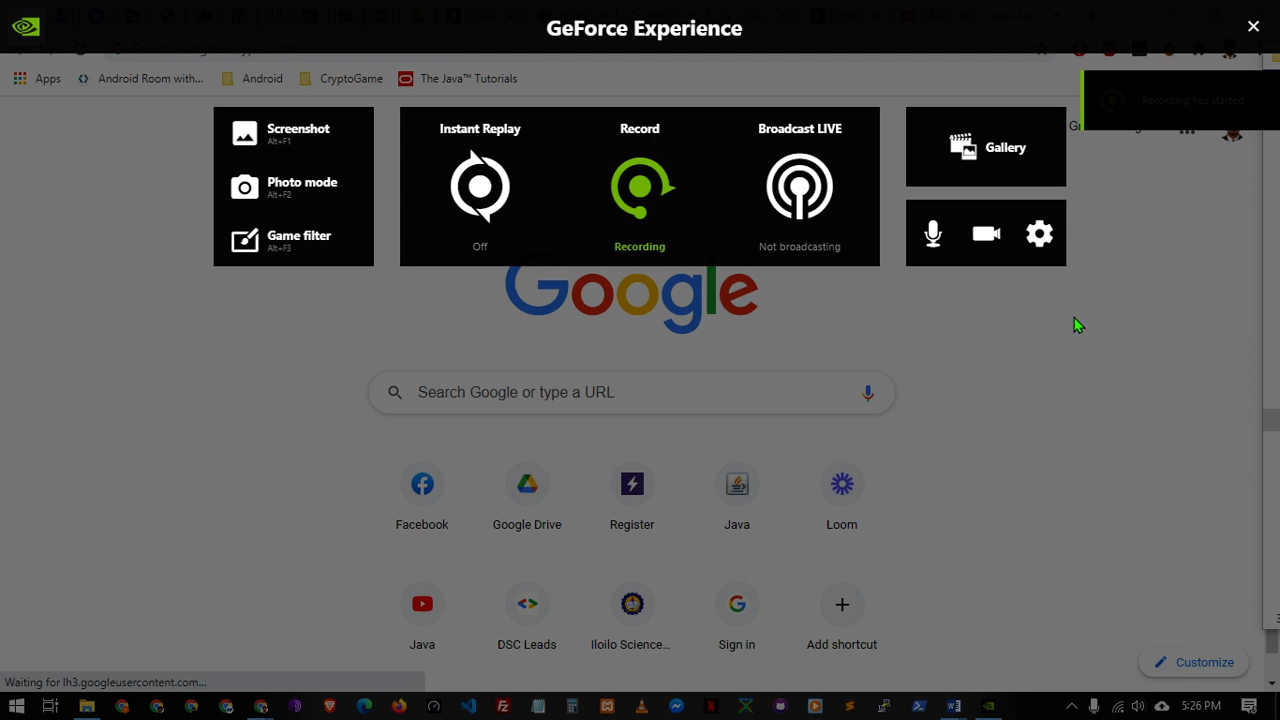 GeForce Experience
Apps
Android Room with...
Android
CryptoGame
The Java™ Tutorials
Recording has started
Screenshot
Alt+F1
Photo mode
Alt+F2
Game filter
Alt+F3
Instant Replay
Off
Record
Recording
Broadcast LIVE
Not broadcasting
Gallery
Google
Search Google or type a URL
Facebook
Google Drive
Register
Java
Loom
Java
DSC Leads
Iloilo Science...
Sign in
Add shortcut
Customize
Waiting for lh3.googleusercontent.com...
5:26 PM